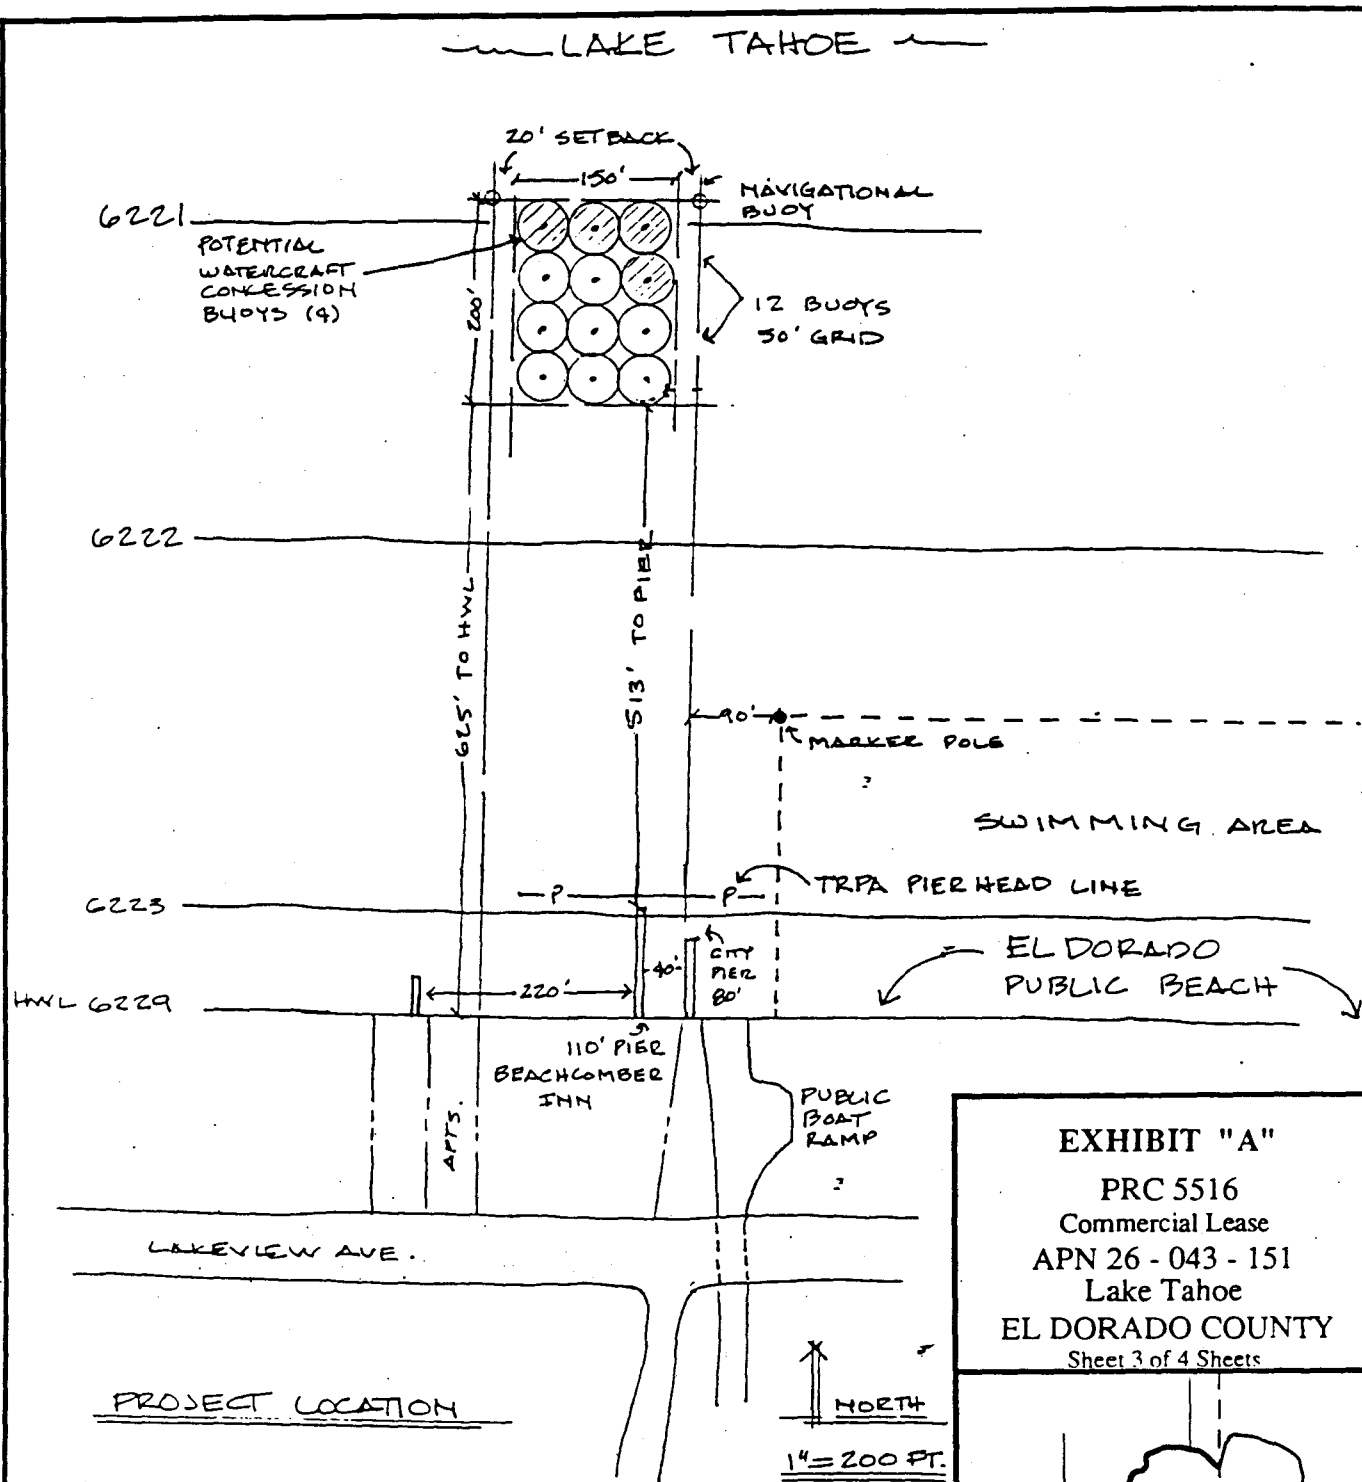 LAKE TAHOE
20' SETBACK
150'
NAVIGATIONAL
BUOY
6221
POTENTIAL
WATERCRAFT
CONCESSION
BUOYS (4)
200'
12 BUOYS
50' GRID
6222
625' TO HWL
513' TO PIER
90'
MARKER POLE
SWIMMING AREA
P
P
TRPA PIERHEAD LINE
6223
CITY
PIER
80'
40'
EL DORADO
PUBLIC BEACH
220'
HWL 6229
110' PIER
BEACHCOMBER
INN
APTS.
PUBLIC
BOAT
RAMP
LAKEVIEW AVE.
EXHIBIT "A"
PRC 5516
Commercial Lease
APN 26 - 043 - 151
Lake Tahoe
EL DORADO COUNTY
Sheet 3 of 4 Sheets
PROJECT LOCATION
NORTH
1" = 200 FT.